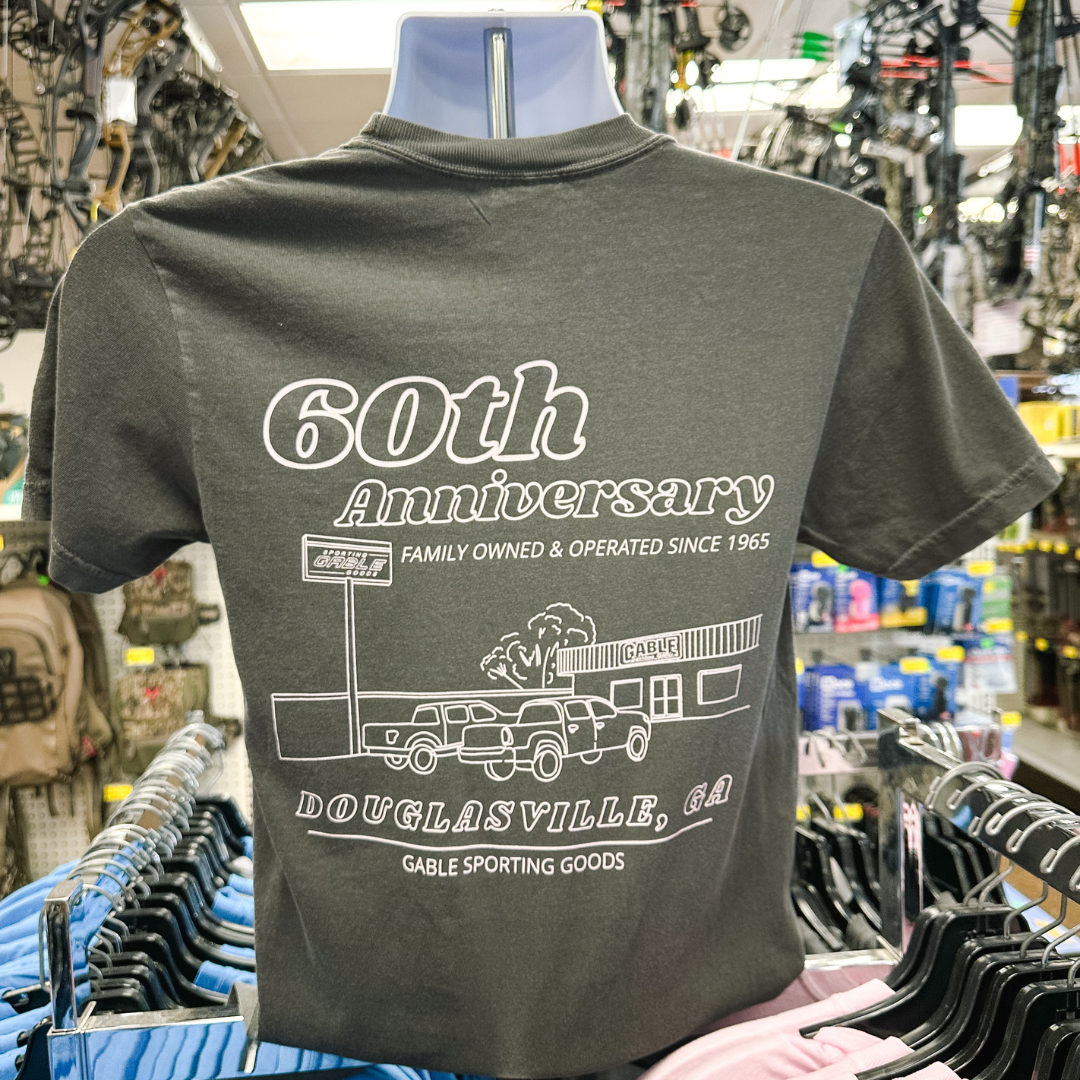 60th
Anniversary
FAMILY OWNED & OPERATED SINCE 1965
SPORTING
GABLE
GOODS
GABLE
DOUGLASVILLE, GA
GABLE SPORTING GOODS